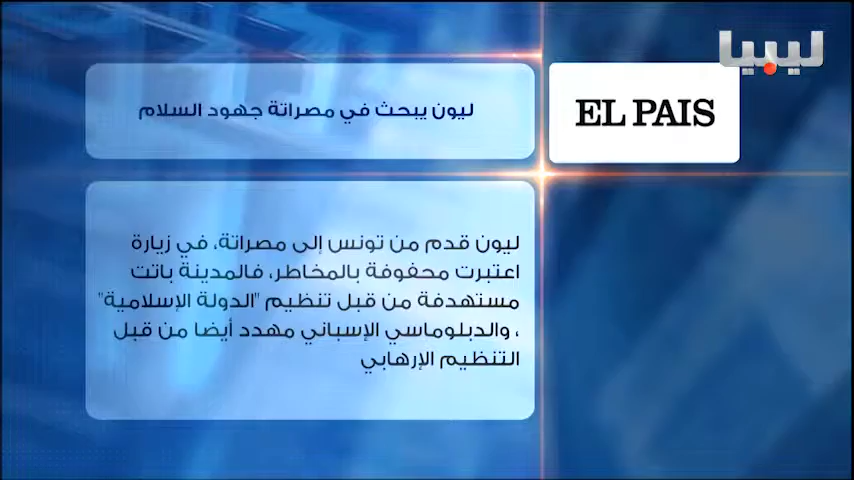 ليبيا
EL PAIS
ليون يبحث في مصراتة جهود السلام
ليون قدم من تونس إلى مصراتة، في زيارة
اعتبرت محفوفة بالمخاطر، فالمدينة باتت
مستهدفة من قبل تنظيم "الدولة الإسلامية"
، والدبلوماسي الإسباني مهدد أيضا من قبل
التنظيم الإرهابي